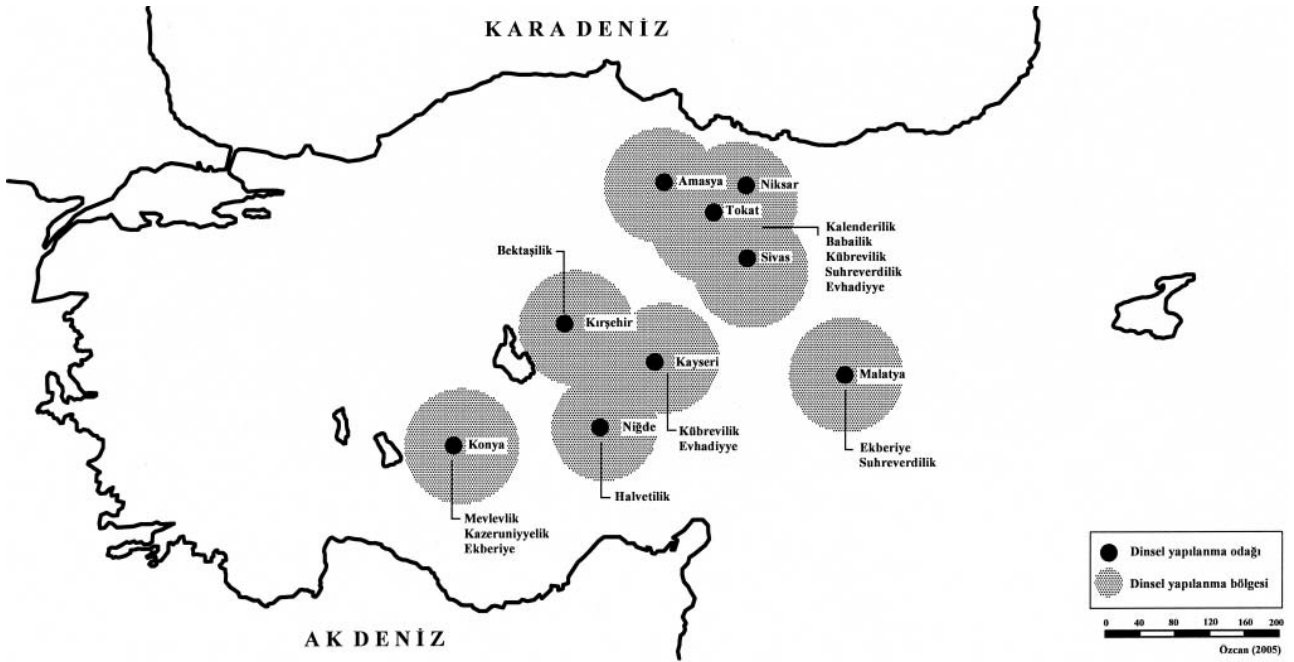 KARA DENİZ
Amasya
Niksar
Tokat
Kalenderilik
Babailik
Kübrevilik
Suhreverdilik
Evhadiyye
Sivas
Bektaşilik
Kırşehir
Kayseri
Malatya
Niğde
Kübrevilik
Evhadiyye
Konya
Ekberiye
Suhreverdilik
Halvetilik
Mevlevlik
Kazeruniyyelik
Ekberiye
AK DENİZ
Dinsel yapılanma odağı
Dinsel yapılanma bölgesi
0 40 80 120 160 200
Özcan (2005)